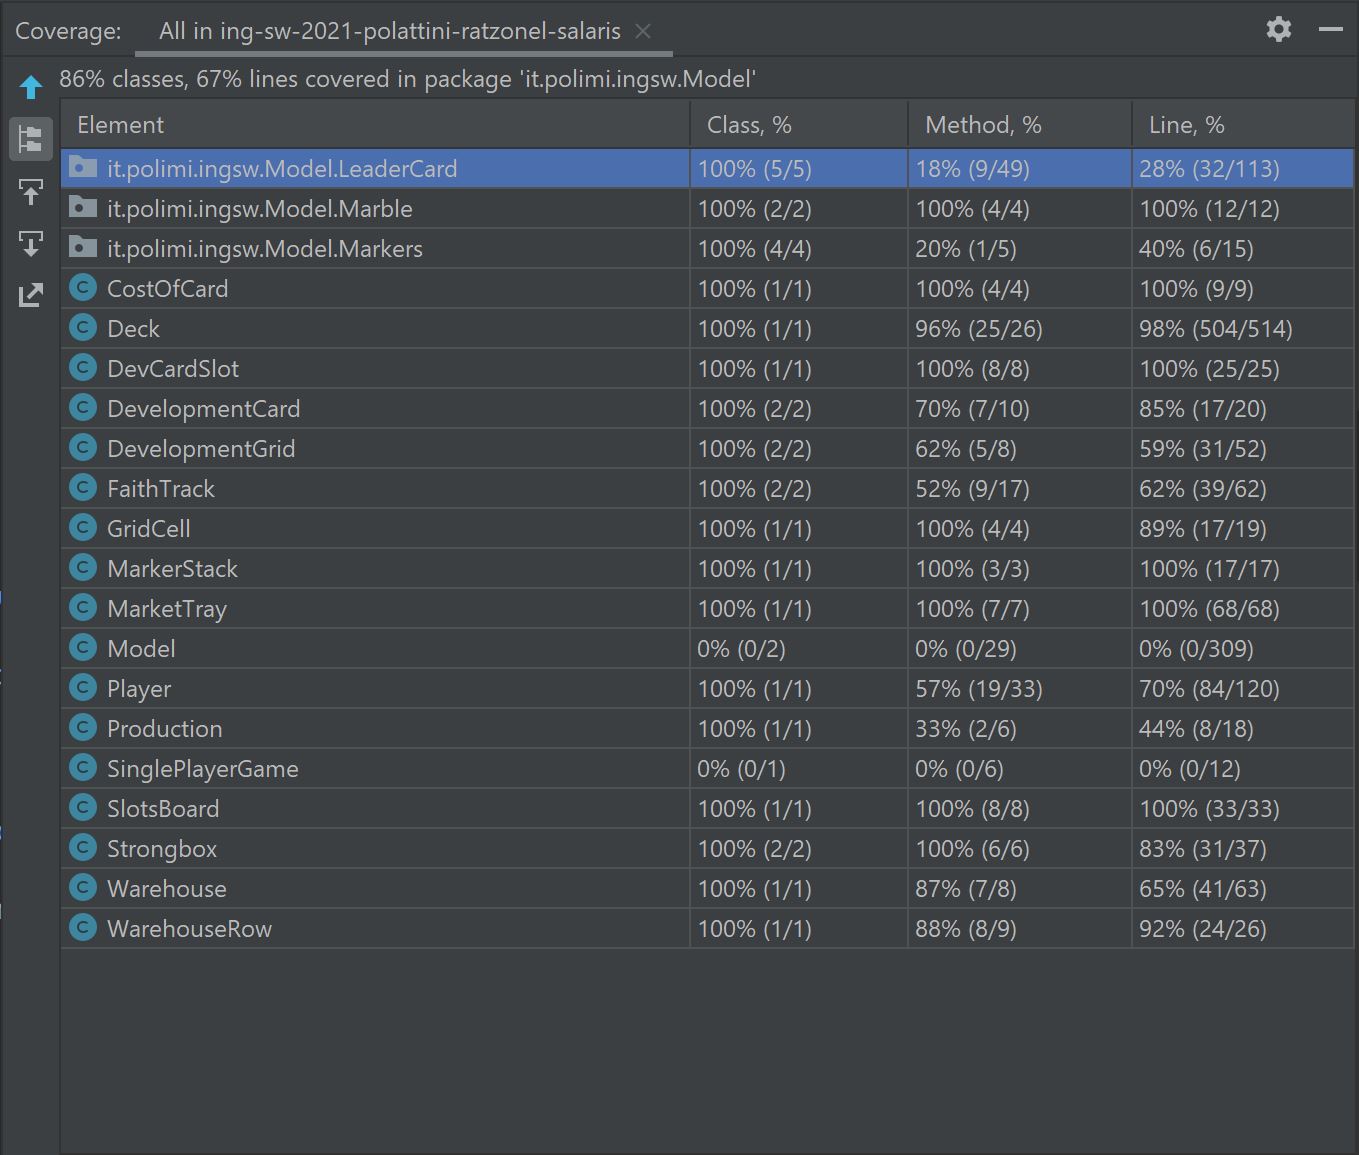 Coverage: All in ing-sw-2021-polattini-ratzonel-salaris
86% classes, 67% lines covered in package 'it.polimi.ingsw.Model'
Element Class, % Method, % Line, %
it.polimi.ingsw.Model.LeaderCard 100% (5/5) 18% (9/49) 28% (32/113)
it.polimi.ingsw.Model.Marble 100% (2/2) 100% (4/4) 100% (12/12)
it.polimi.ingsw.Model.Markers 100% (4/4) 20% (1/5) 40% (6/15)
C CostOfCard 100% (1/1) 100% (4/4) 100% (9/9)
C Deck 100% (1/1) 96% (25/26) 98% (504/514)
C DevCardSlot 100% (1/1) 100% (8/8) 100% (25/25)
C DevelopmentCard 100% (2/2) 70% (7/10) 85% (17/20)
C DevelopmentGrid 100% (2/2) 62% (5/8) 59% (31/52)
C FaithTrack 100% (2/2) 52% (9/17) 62% (39/62)
C GridCell 100% (1/1) 100% (4/4) 89% (17/19)
C MarkerStack 100% (1/1) 100% (3/3) 100% (17/17)
C MarketTray 100% (1/1) 100% (7/7) 100% (68/68)
C Model 0% (0/2) 0% (0/29) 0% (0/309)
C Player 100% (1/1) 57% (19/33) 70% (84/120)
C Production 100% (1/1) 33% (2/6) 44% (8/18)
C SinglePlayerGame 0% (0/1) 0% (0/6) 0% (0/12)
C SlotsBoard 100% (1/1) 100% (8/8) 100% (33/33)
C Strongbox 100% (2/2) 100% (6/6) 83% (31/37)
C Warehouse 100% (1/1) 87% (7/8) 65% (41/63)
C WarehouseRow 100% (1/1) 88% (8/9) 92% (24/26)